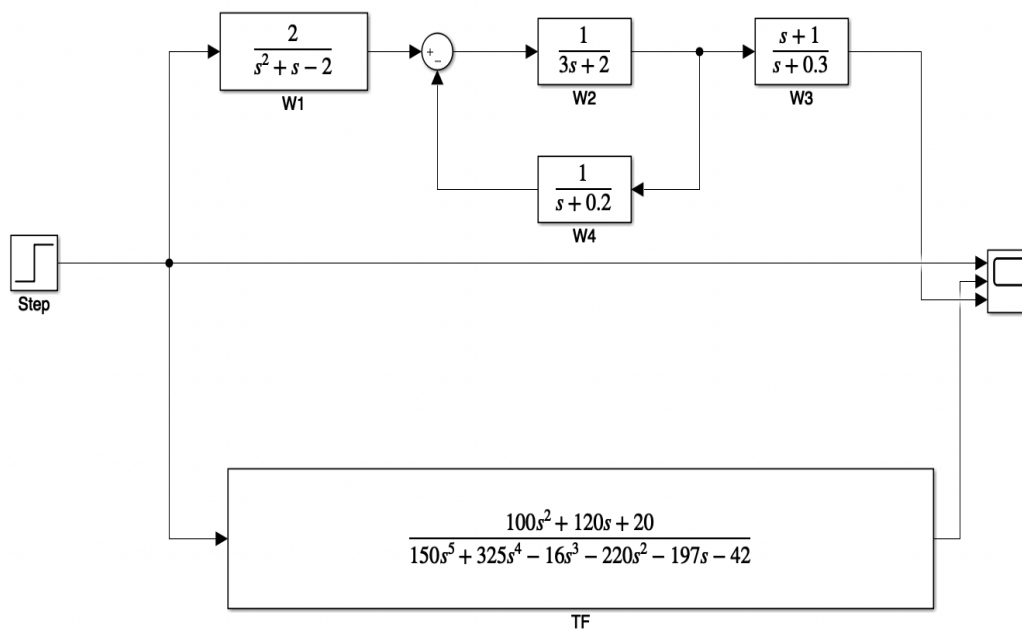 2
s² + s − 2
W1
+
−
1
3s + 2
W2
s + 1
s + 0.3
W3
1
s + 0.2
W4
Step
100s² + 120s + 20
150s⁵ + 325s⁴ − 16s³ − 220s² − 197s − 42
TF